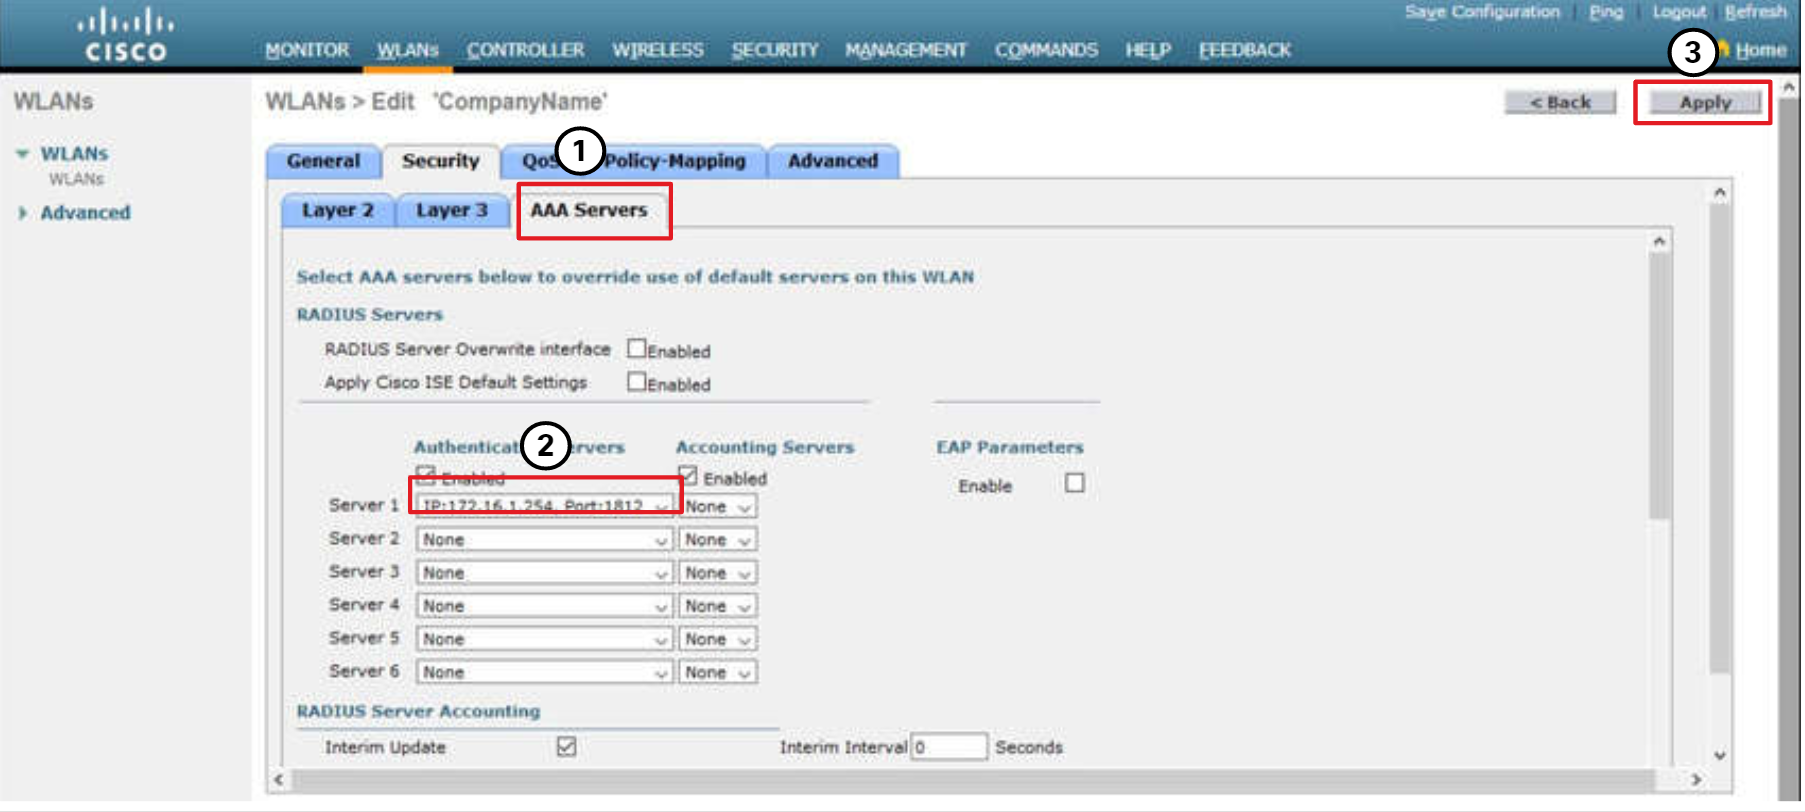 Save Configuration | Ping | Logout | Refresh
CISCO MONITOR WLANs CONTROLLER WIRELESS SECURITY MANAGEMENT COMMANDS HELP FEEDBACK 3 Home
WLANs
WLANs > Edit 'CompanyName'
< Back Apply
WLANs
WLANs
Advanced
1
General Security QoS Policy-Mapping Advanced
Layer 2 Layer 3 AAA Servers
Select AAA servers below to override use of default servers on this WLAN
RADIUS Servers
RADIUS Server Overwrite interface Enabled
Apply Cisco ISE Default Settings Enabled
2
Authenticat ervers Accounting Servers EAP Parameters
Enabled Enabled Enable
Server 1 IP:172.16.1.254, Port:1812 None
Server 2 None None
Server 3 None None
Server 4 None None
Server 5 None None
Server 6 None None
RADIUS Server Accounting
Interim Update Interim Interval 0 Seconds